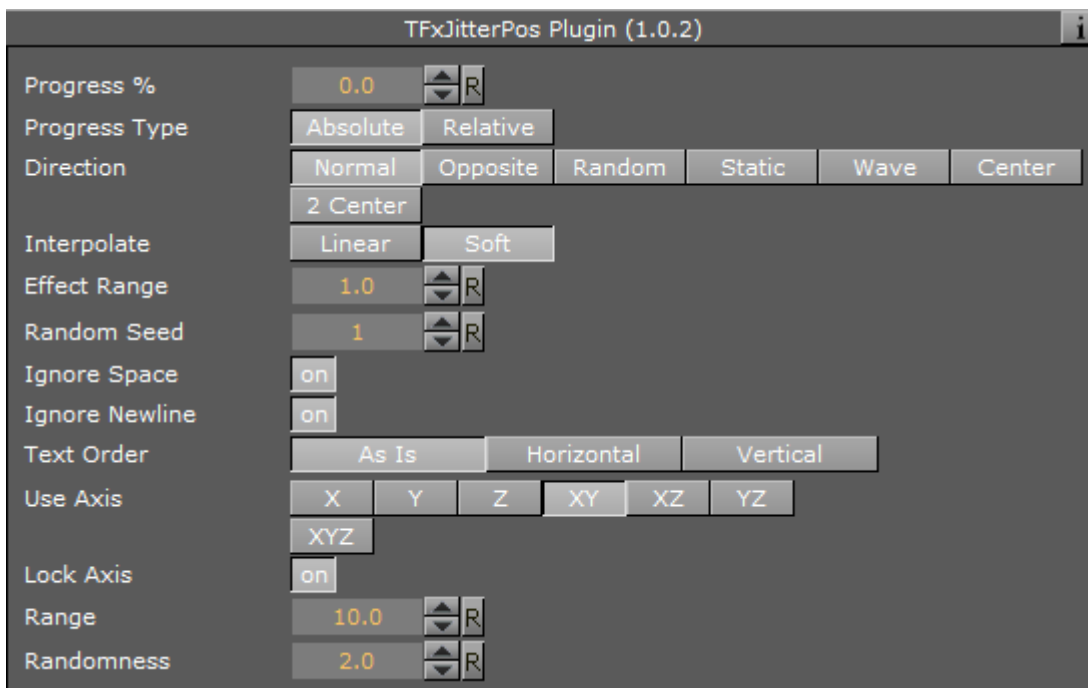 TFxJitterPos Plugin (1.0.2) i
Progress % 0.0 R
Progress Type Absolute Relative
Direction Normal Opposite Random Static Wave Center
2 Center
Interpolate Linear Soft
Effect Range 1.0 R
Random Seed 1 R
Ignore Space on
Ignore Newline on
Text Order As Is Horizontal Vertical
Use Axis X Y Z XY XZ YZ
XYZ
Lock Axis on
Range 10.0 R
Randomness 2.0 R